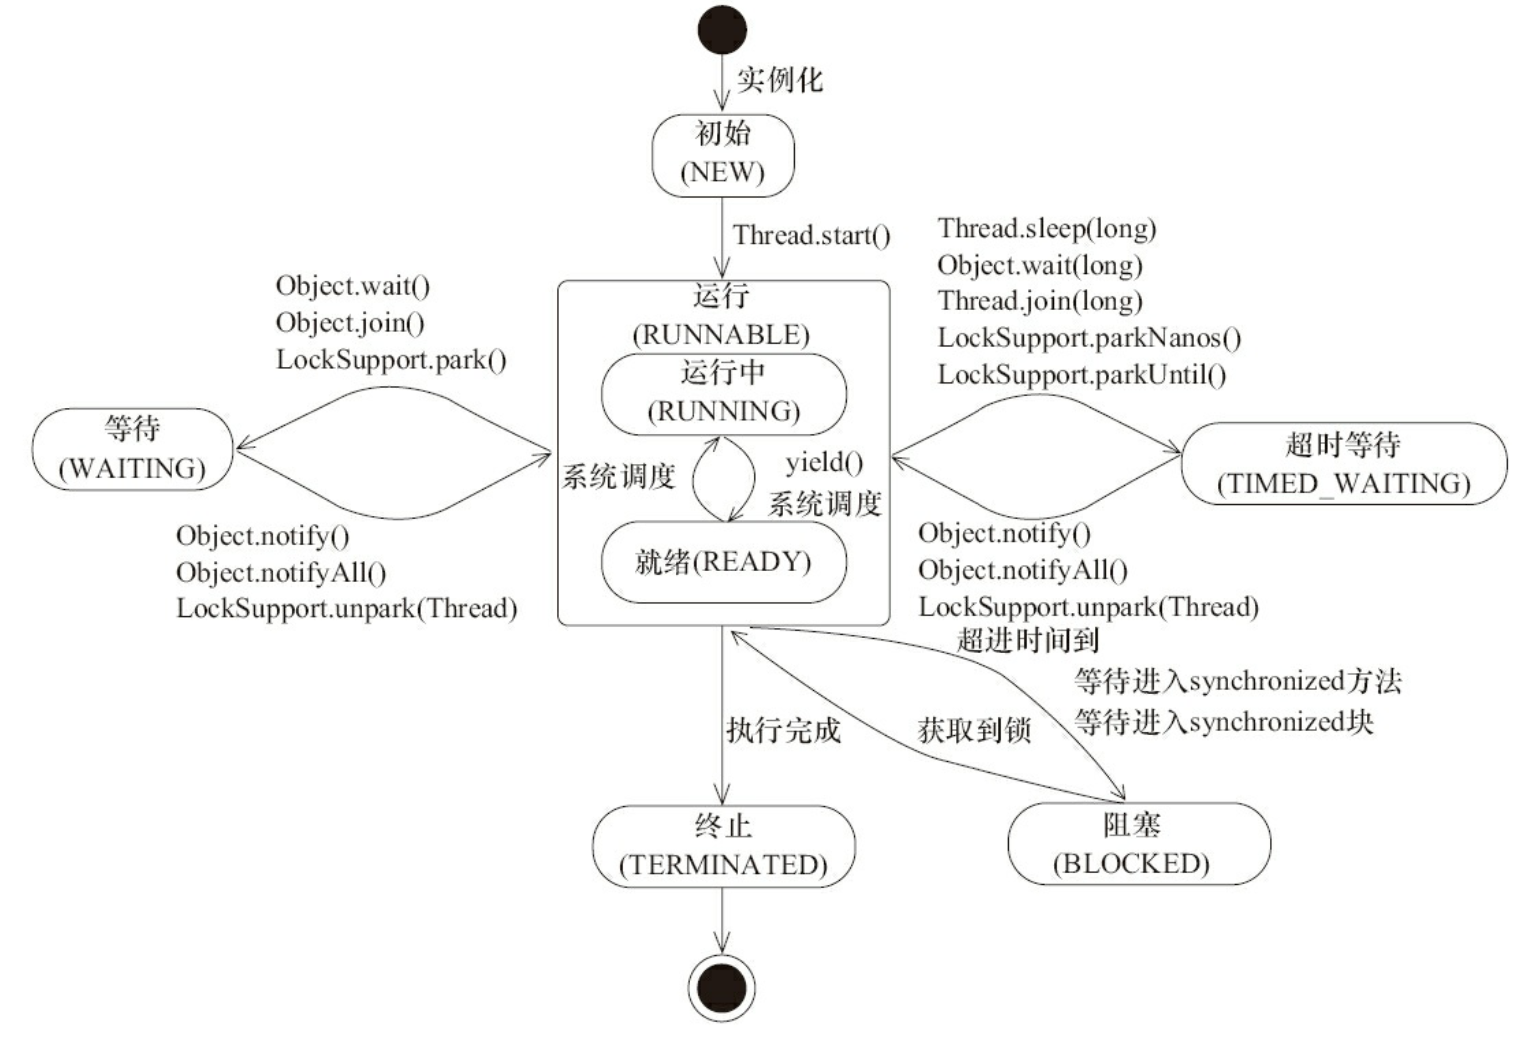 实例化
初始
(NEW)
Thread.start()
Thread.sleep(long)
Object.wait(long)
Thread.join(long)
LockSupport.parkNanos()
LockSupport.parkUntil()
Object.wait()
Object.join()
LockSupport.park()
运行
(RUNNABLE)
运行中
(RUNNING)
等待
(WAITING)
超时等待
(TIMED_WAITING)
系统调度
yield()
系统调度
就绪(READY)
Object.notify()
Object.notifyAll()
LockSupport.unpark(Thread)
Object.notify()
Object.notifyAll()
LockSupport.unpark(Thread)
超进时间到
等待进入synchronized方法
等待进入synchronized块
执行完成
获取到锁
终止
(TERMINATED)
阻塞
(BLOCKED)